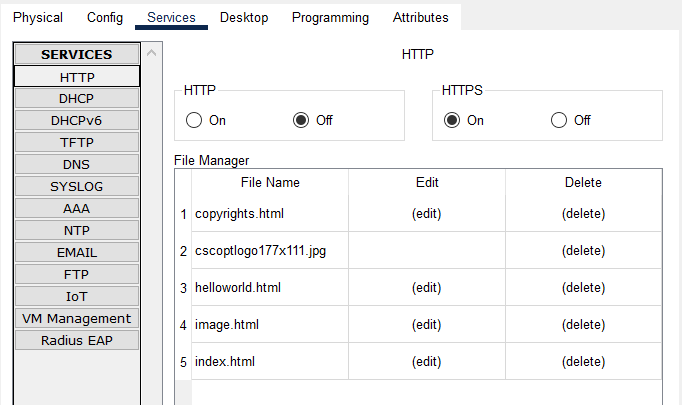 Physical Config Services Desktop Programming Attributes
SERVICES
HTTP
DHCP
DHCPv6
TFTP
DNS
SYSLOG
AAA
NTP
EMAIL
FTP
IoT
VM Management
Radius EAP
HTTP
HTTP
On Off
HTTPS
On Off
File Manager
File Name Edit Delete
1 copyrights.html (edit) (delete)
2 cscoptlogo177x111.jpg (delete)
3 helloworld.html (edit) (delete)
4 image.html (edit) (delete)
5 index.html (edit) (delete)